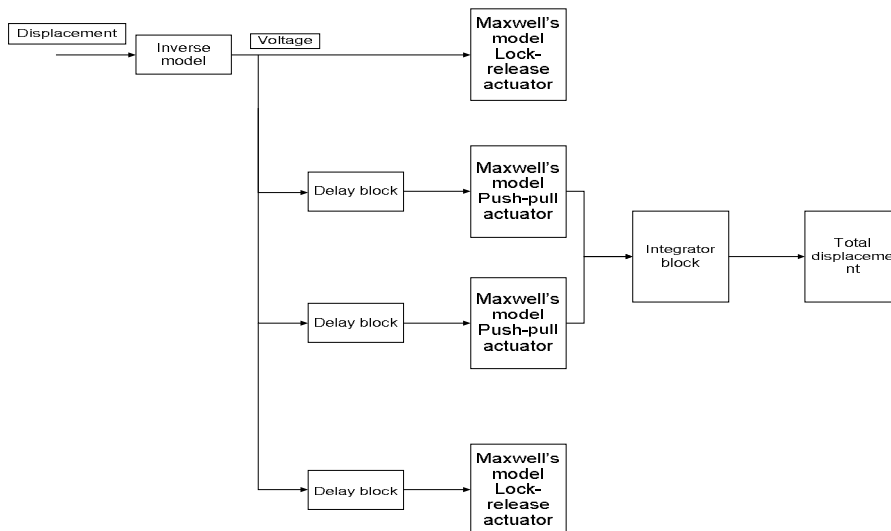 Displacement
Inverse
model
Voltage
Maxwell's
model
Lock-
release
actuator
Delay block
Maxwell's
model
Push-pull
actuator
Integrator
block
Total
displaceme
nt
Delay block
Maxwell's
model
Push-pull
actuator
Delay block
Maxwell's
model
Lock-
release
actuator